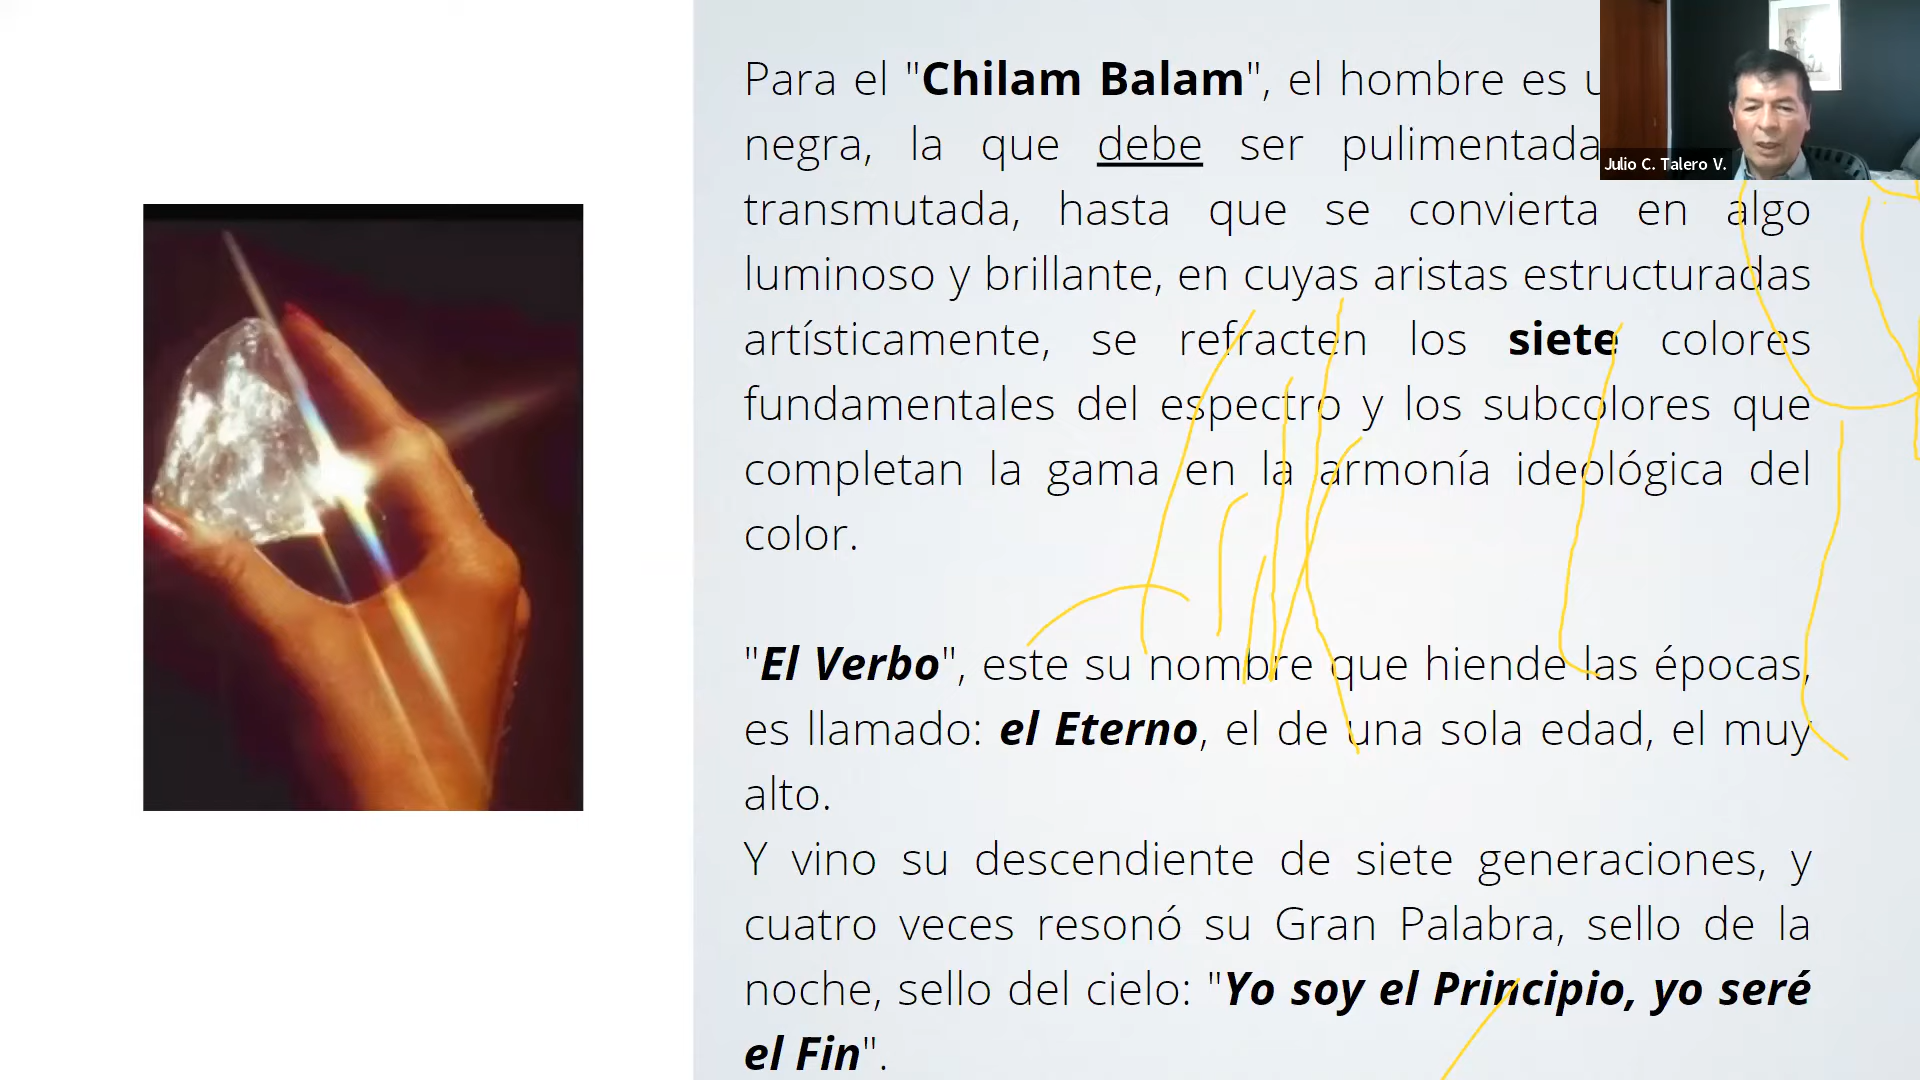 Para el "Chilam Balam", el hombre es
negra, la que debe ser pulimentada
transmutada, hasta que se convierta en algo
luminoso y brillante, en cuyas aristas estructuradas
artísticamente, se refracten los siete colores
fundamentales del espectro y los subcolores que
completan la gama en la armonía ideológica del
color.
"El Verbo", este su nombre que hiende las épocas,
es llamado: el Eterno, el de una sola edad, el muy
alto.
Y vino su descendiente de siete generaciones, y
cuatro veces resonó su Gran Palabra, sello de la
noche, sello del cielo: "Yo soy el Principio, yo seré
el Fin".
Julio C. Talero V.